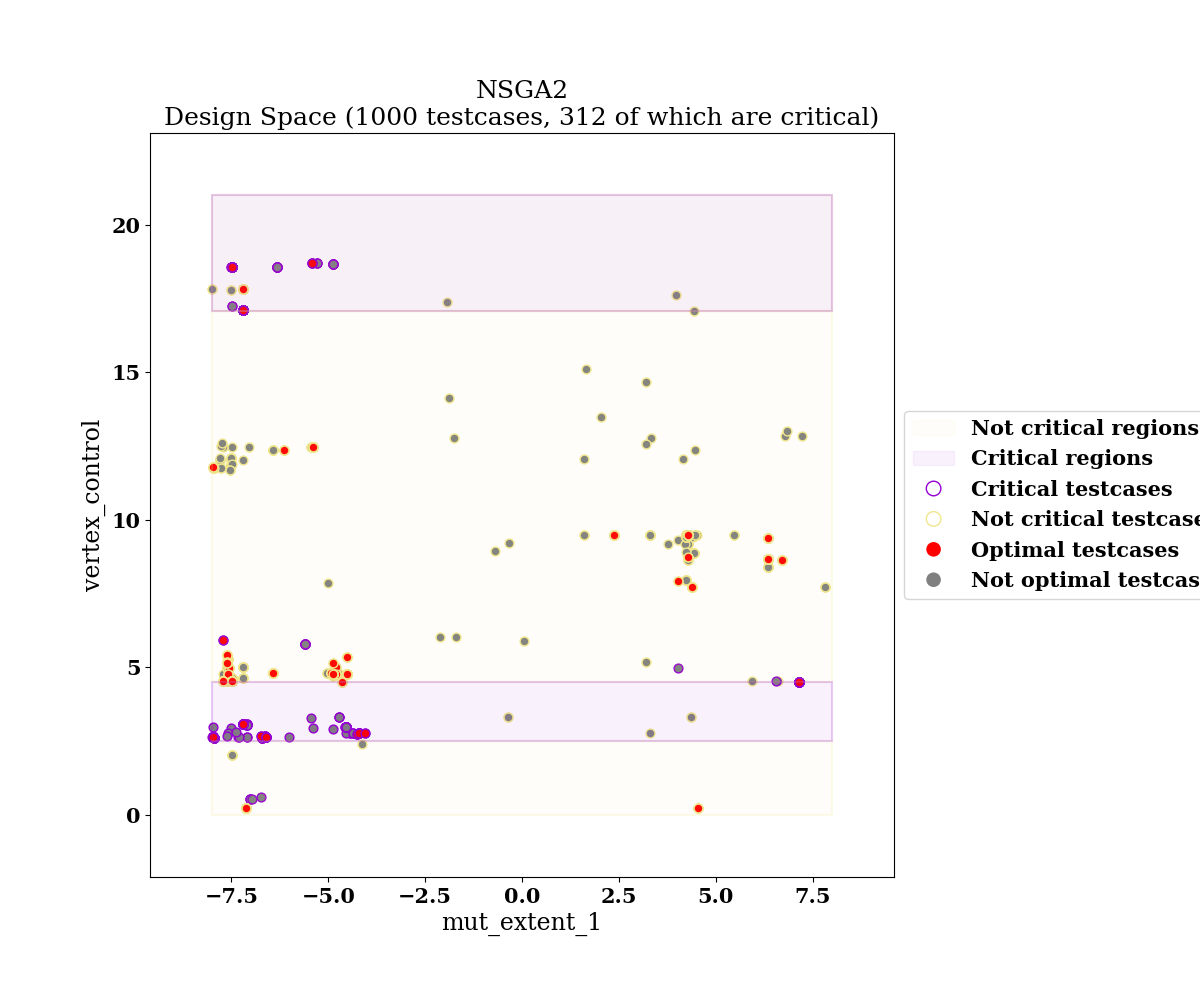 NSGA2
Design Space (1000 testcases, 312 of which are critical)
20
15
10
5
0
vertex_control
−7.5 −5.0 −2.5 0.0 2.5 5.0 7.5
mut_extent_1
Not critical regions
Critical regions
Critical testcases
Not critical testcase
Optimal testcases
Not optimal testcas